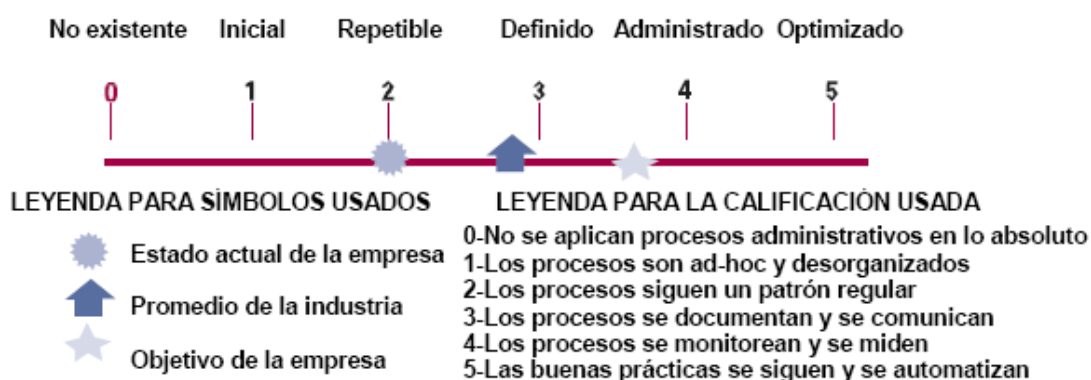 No existente Inicial Repetible Definido Administrado Optimizado
0 1 2 3 4 5
LEYENDA PARA SÍMBOLOS USADOS
Estado actual de la empresa
Promedio de la industria
Objetivo de la empresa
LEYENDA PARA LA CALIFICACIÓN USADA
0-No se aplican procesos administrativos en lo absoluto
1-Los procesos son ad-hoc y desorganizados
2-Los procesos siguen un patrón regular
3-Los procesos se documentan y se comunican
4-Los procesos se monitorean y se miden
5-Las buenas prácticas se siguen y se automatizan